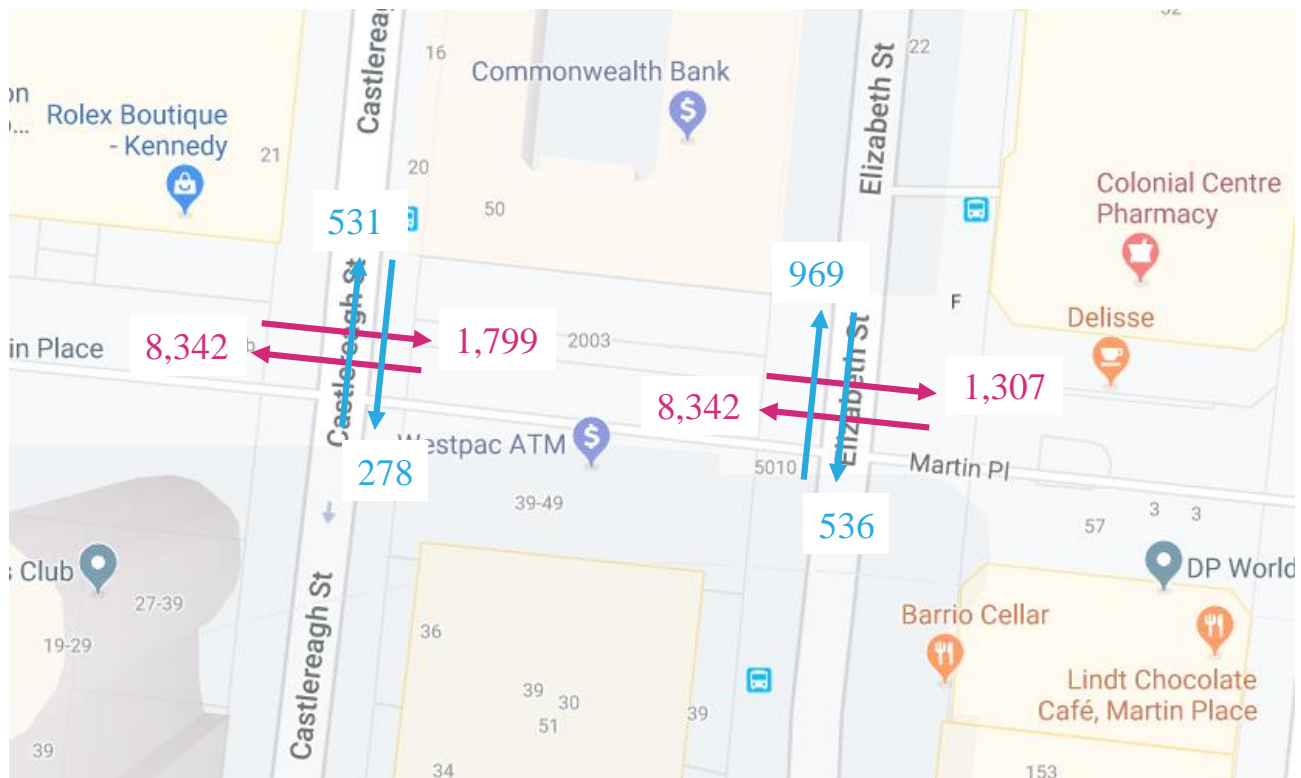 52
16
Castlereag
22
Elizabeth St
Commonwealth Bank
on
Rolex Boutique
- Kennedy
21
20
50
Colonial Centre
Pharmacy
531
969
F
Castlereagh St
Elizabeth St
Delisse
in Place
8,342
1,799
2003
8,342
1,307
Westpac ATM
278
5010
Martin Pl
39-49
536
57
3
3
s Club
27-39
19-29
DP World
Castlereagh St
36
Barrio Cellar
39
30
51
39
Lindt Chocolate
Café, Martin Place
39
34
153